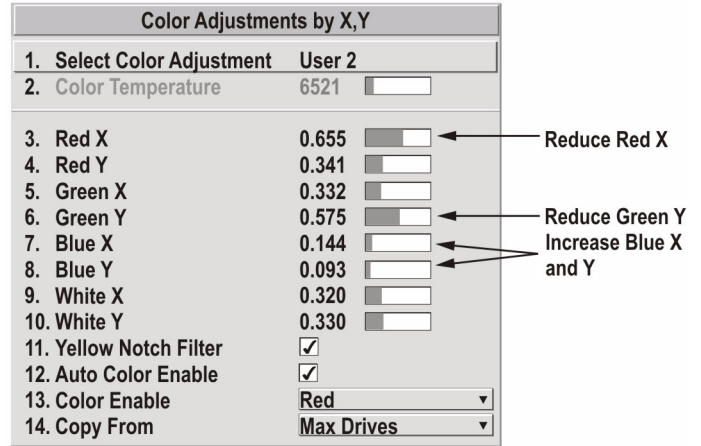 Color Adjustments by X,Y
1. Select Color Adjustment User 2
2. Color Temperature 6521
3. Red X 0.655 Reduce Red X
4. Red Y 0.341
5. Green X 0.332
6. Green Y 0.575 Reduce Green Y
7. Blue X 0.144 Increase Blue X
8. Blue Y 0.093 and Y
9. White X 0.320
10. White Y 0.330
11. Yellow Notch Filter
12. Auto Color Enable
13. Color Enable Red
14. Copy From Max Drives